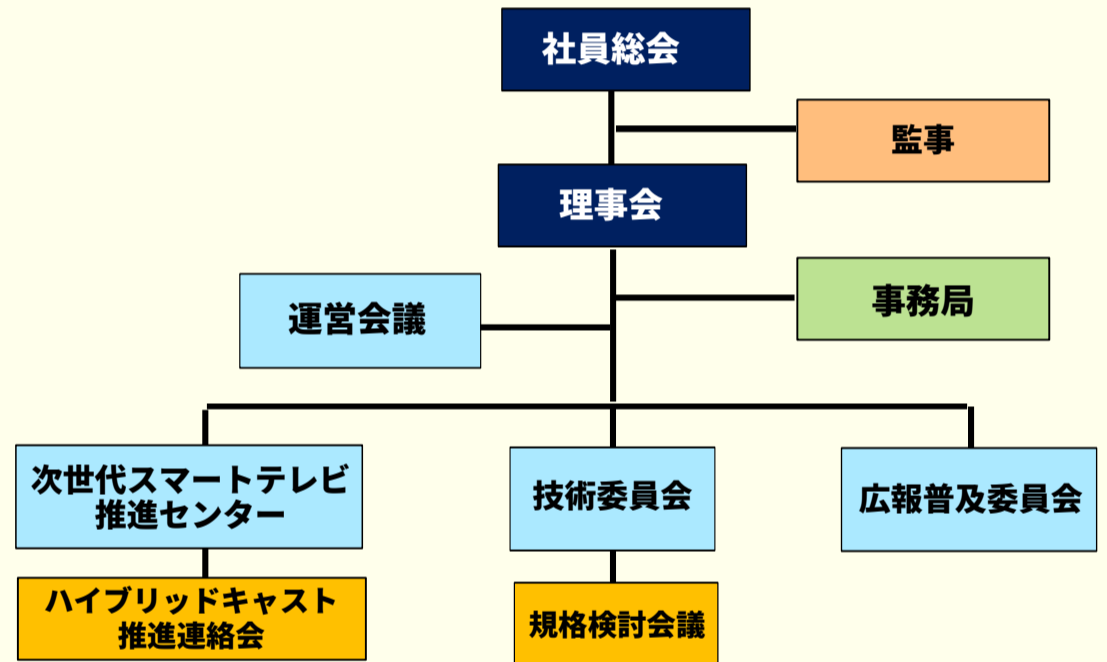 社員総会
監事
理事会
事務局
運営会議
次世代スマートテレビ
推進センター
技術委員会
広報普及委員会
ハイブリッドキャスト
推進連絡会
規格検討会議